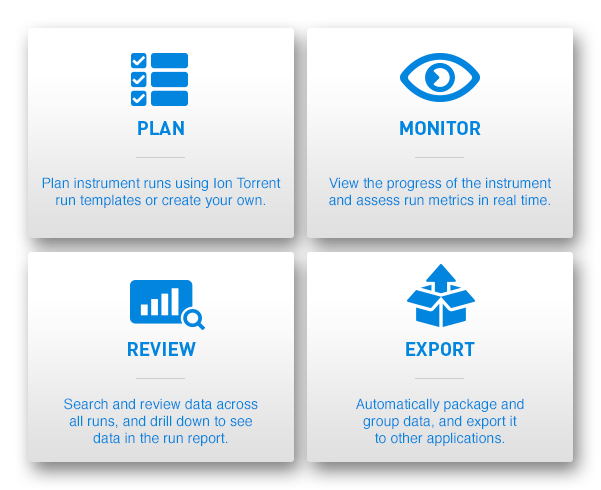 PLAN
Plan instrument runs using Ion Torrent
run templates or create your own.
MONITOR
View the progress of the instrument
and assess run metrics in real time.
REVIEW
Search and review data across
all runs, and drill down to see
data in the run report.
EXPORT
Automatically package and
group data, and export it
to other applications.